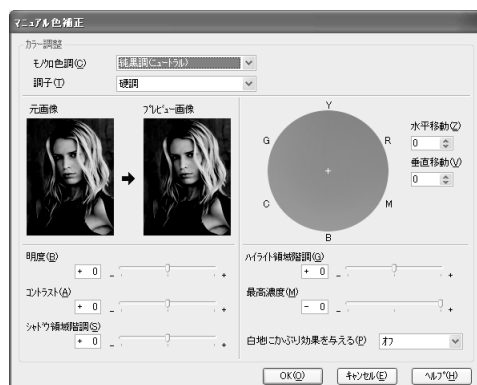 マニュアル色補正
カラー調整
モノクロ色調(C) 純黒調(ニュートラル)
調子(T) 硬調
元画像 プレビュー画像
Y
G R
C M
B
水平移動(Z)
0
垂直移動(V)
0
明度(B)
+ 0 - +
コントラスト(A)
+ 0 - +
シャドウ領域階調(S)
+ 0 - +
ハイライト領域階調(G)
+ 0 - +
最高濃度(M)
- 0 - +
白地にかぶり効果を与える(P) オフ
OK(O) キャンセル(E) ヘルプ(H)